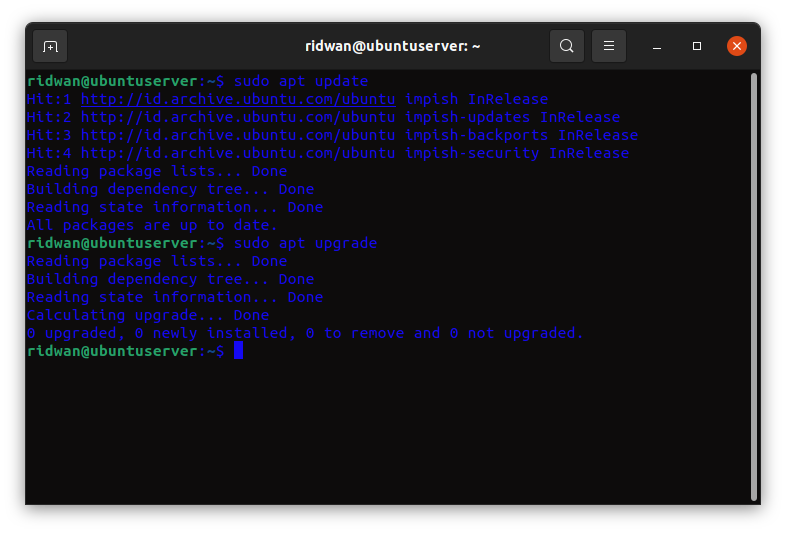 ridwan@ubuntuserver: ~
ridwan@ubuntuserver:~$ sudo apt update
Hit:1 http://id.archive.ubuntu.com/ubuntu impish InRelease
Hit:2 http://id.archive.ubuntu.com/ubuntu impish-updates InRelease
Hit:3 http://id.archive.ubuntu.com/ubuntu impish-backports InRelease
Hit:4 http://id.archive.ubuntu.com/ubuntu impish-security InRelease
Reading package lists... Done
Building dependency tree... Done
Reading state information... Done
All packages are up to date.
ridwan@ubuntuserver:~$ sudo apt upgrade
Reading package lists... Done
Building dependency tree... Done
Reading state information... Done
Calculating upgrade... Done
0 upgraded, 0 newly installed, 0 to remove and 0 not upgraded.
ridwan@ubuntuserver:~$